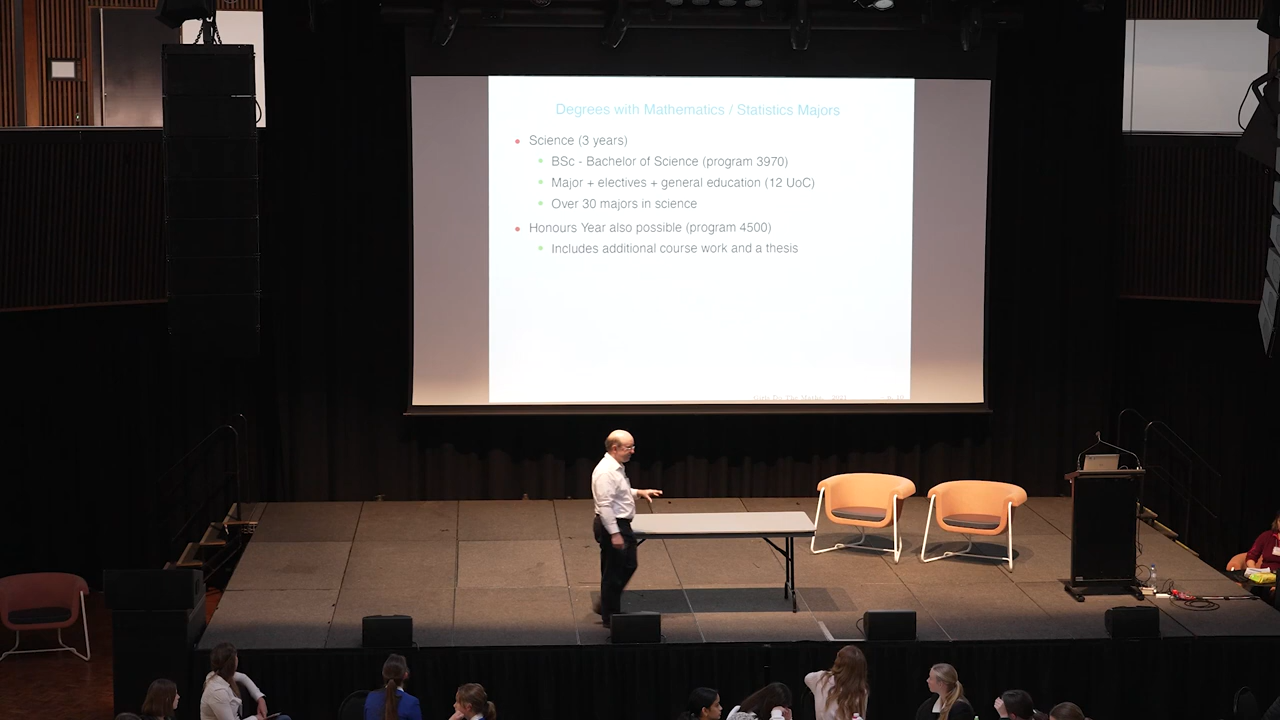 Degrees with Mathematics / Statistics Majors
Science (3 years)
BSc - Bachelor of Science (program 3970)
Major + electives + general education (12 UoC)
Over 30 majors in science
Honours Year also possible (program 4500)
Includes additional course work and a thesis